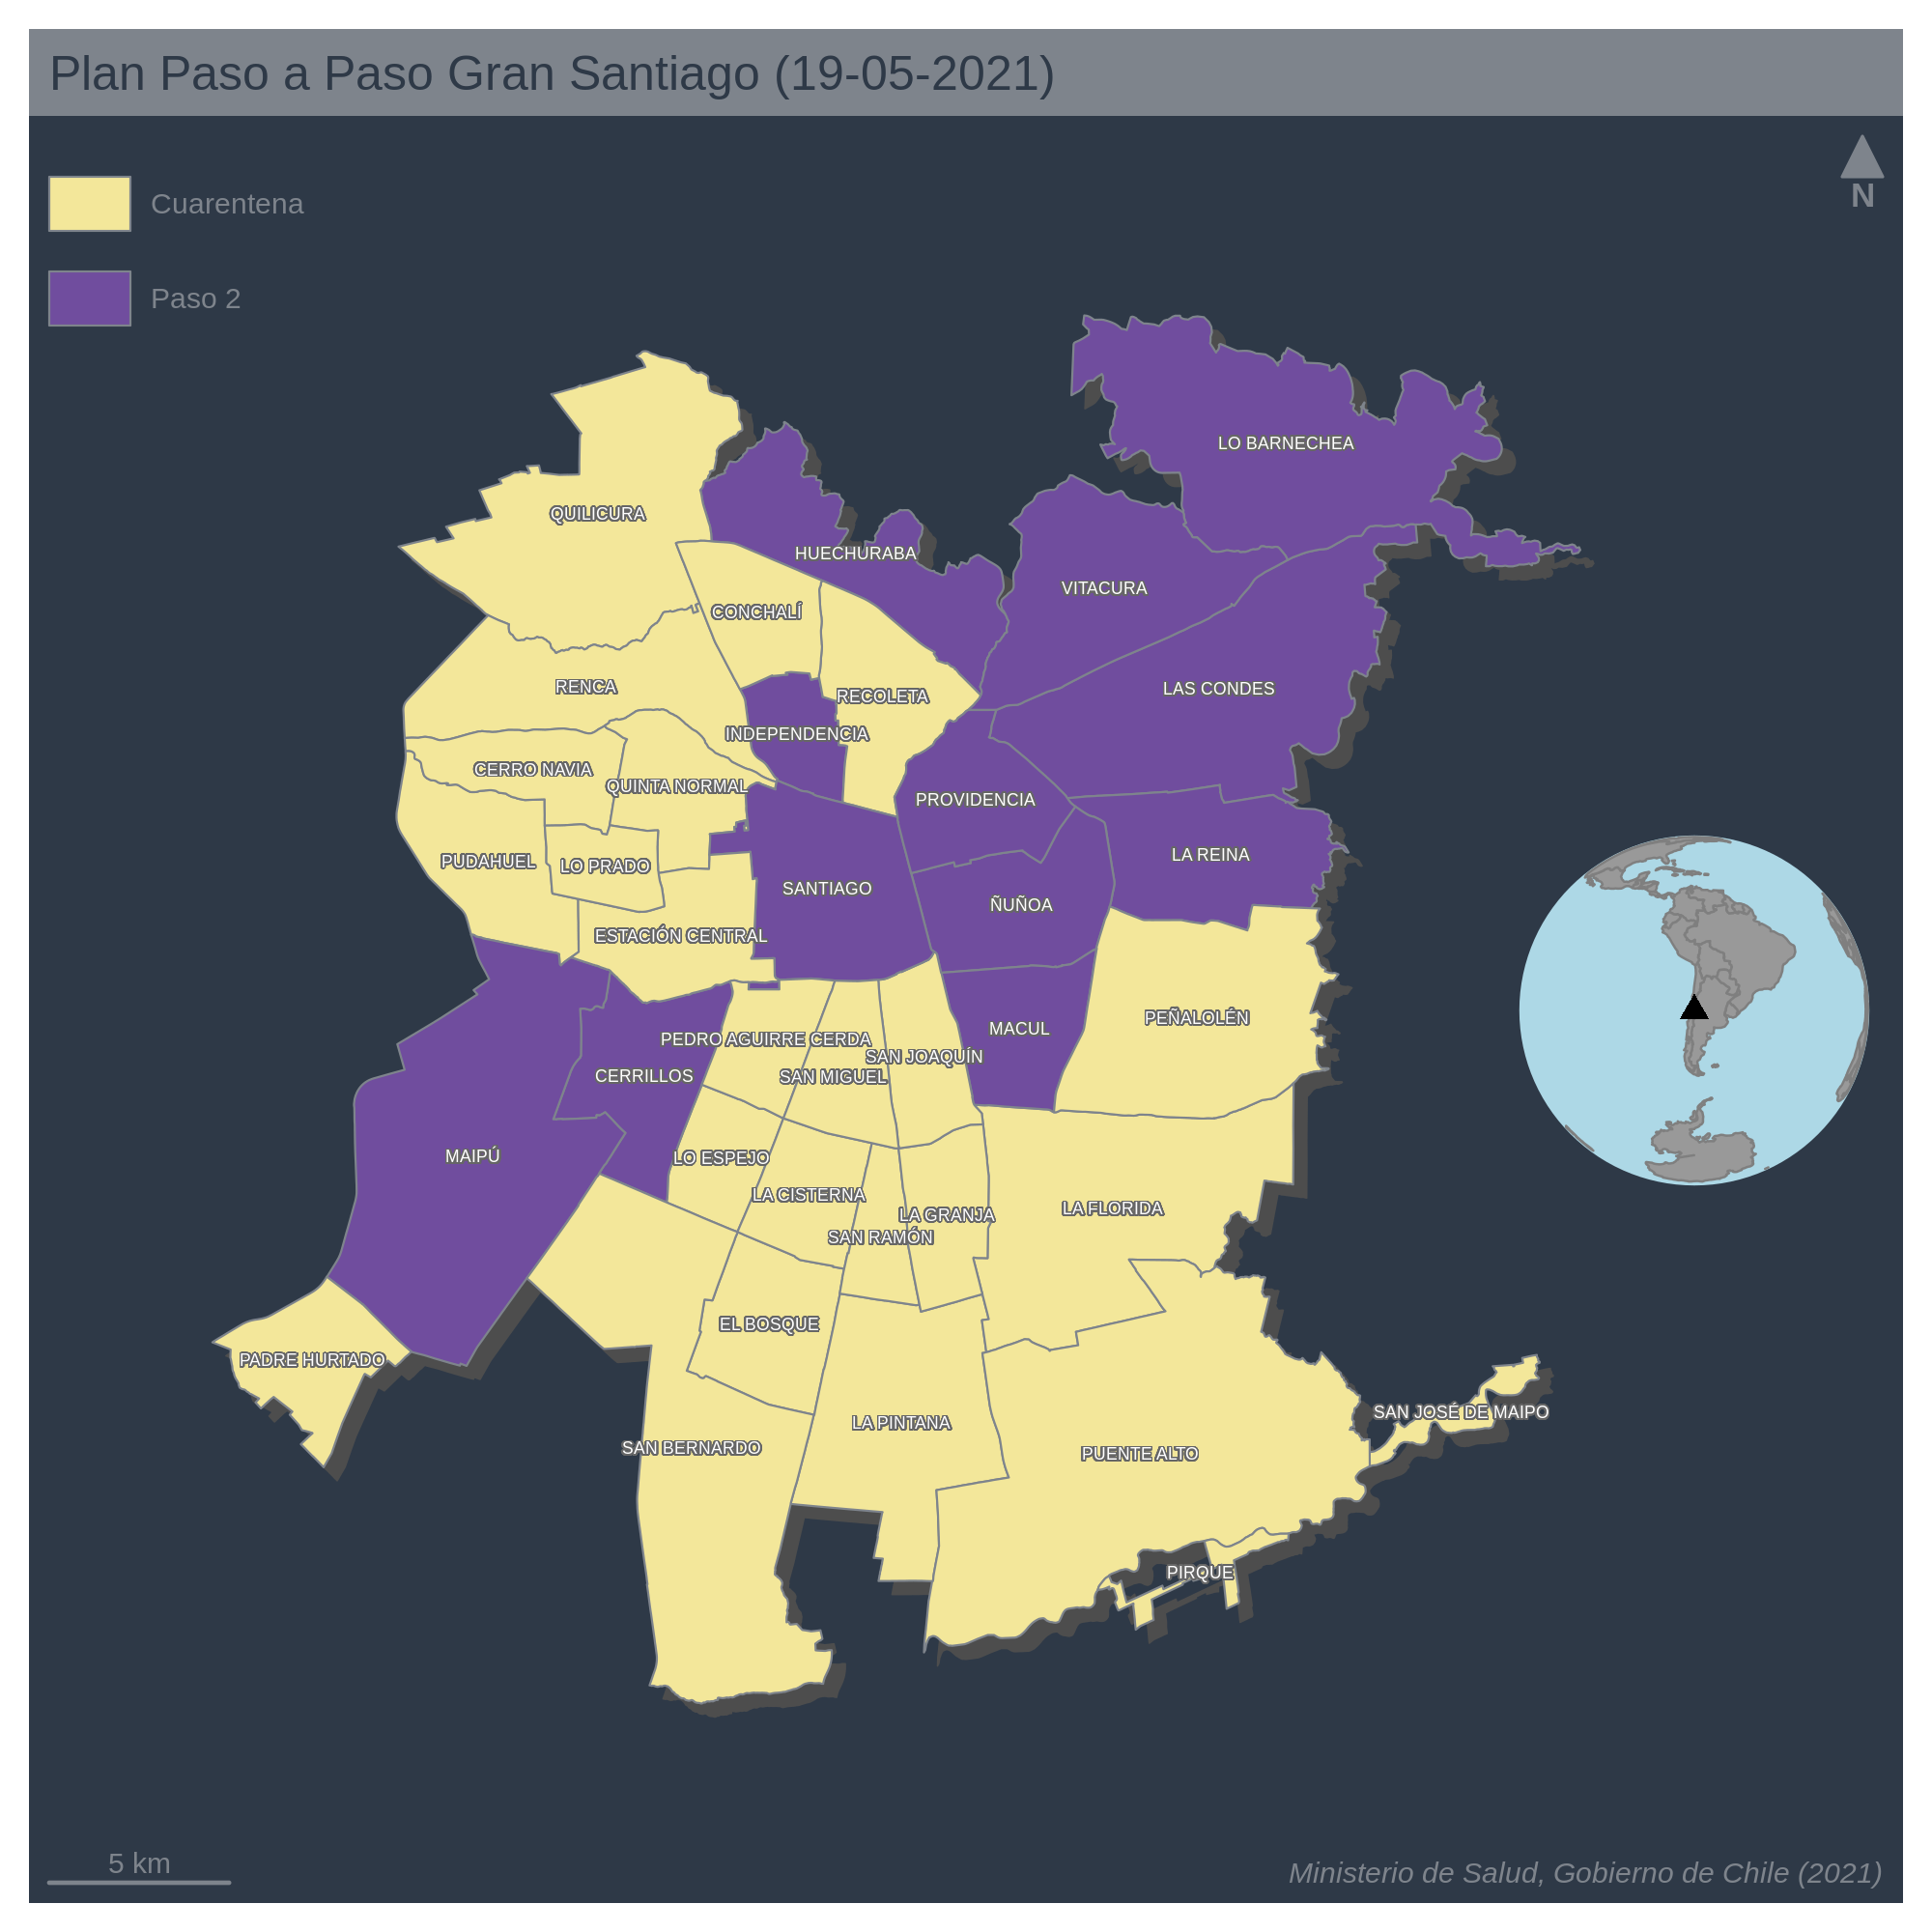 Plan Paso a Paso Gran Santiago (19-05-2021)
N
Cuarentena
Paso 2
LO BARNECHEA
QUILICURA
HUECHURABA
VITACURA
CONCHALÍ
RENCA
LAS CONDES
RECOLETA
INDEPENDENCIA
CERRO NAVIA
QUINTA NORMAL
PROVIDENCIA
LA REINA
PUDAHUEL
LO PRADO
SANTIAGO
ÑUÑOA
ESTACIÓN CENTRAL
PEÑALOLÉN
MACUL
PEDRO AGUIRRE CERDA
SAN JOAQUÍN
CERRILLOS
SAN MIGUEL
MAIPÚ
LO ESPEJO
LA CISTERNA
LA FLORIDA
LA GRANJA
SAN RAMÓN
EL BOSQUE
PADRE HURTADO
SAN JOSÉ DE MAIPO
LA PINTANA
SAN BERNARDO
PUENTE ALTO
PIRQUE
5 km
Ministerio de Salud, Gobierno de Chile (2021)